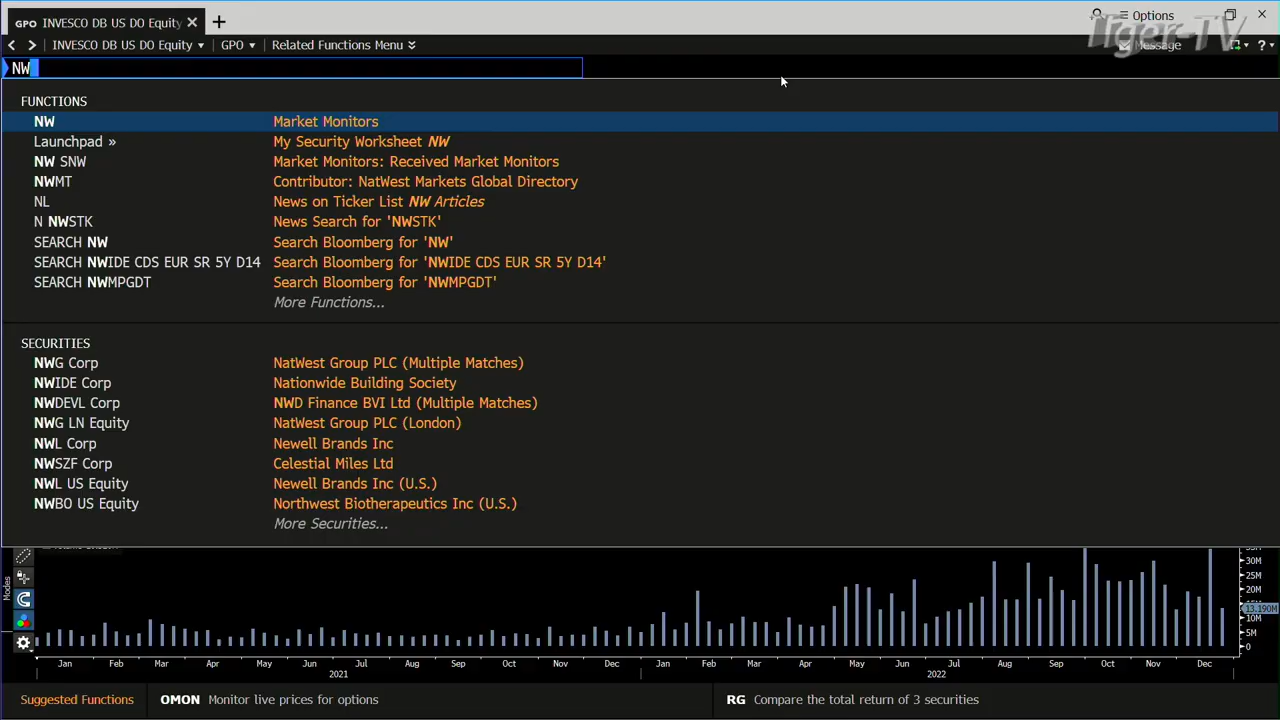 GPO INVESCO DB US DO Equity
Options
Tiger-TV
INVESCO DB US DO Equity GPO Related Functions Menu Message ?
NW
FUNCTIONS
NW Market Monitors
Launchpad » My Security Worksheet NW
NW SNW Market Monitors: Received Market Monitors
NWMT Contributor: NatWest Markets Global Directory
NL News on Ticker List NW Articles
N NWSTK News Search for 'NWSTK'
SEARCH NW Search Bloomberg for 'NW'
SEARCH NWIDE CDS EUR SR 5Y D14 Search Bloomberg for 'NWIDE CDS EUR SR 5Y D14'
SEARCH NWMPGDT Search Bloomberg for 'NWMPGDT'
More Functions...
SECURITIES
NWG Corp NatWest Group PLC (Multiple Matches)
NWIDE Corp Nationwide Building Society
NWDEVL Corp NWD Finance BVI Ltd (Multiple Matches)
NWG LN Equity NatWest Group PLC (London)
NWL Corp Newell Brands Inc
NWSZF Corp Celestial Miles Ltd
NWL US Equity Newell Brands Inc (U.S.)
NWBO US Equity Northwest Biotherapeutics Inc (U.S.)
More Securities...
30M
25M
20M
13.190M
10M
5M
0
Modes
Jan Feb Mar Apr May Jun Jul Aug Sep Oct Nov Dec Jan Feb Mar Apr May Jun Jul Aug Sep Oct Nov Dec
2021 2022
Suggested Functions OMON Monitor live prices for options RG Compare the total return of 3 securities